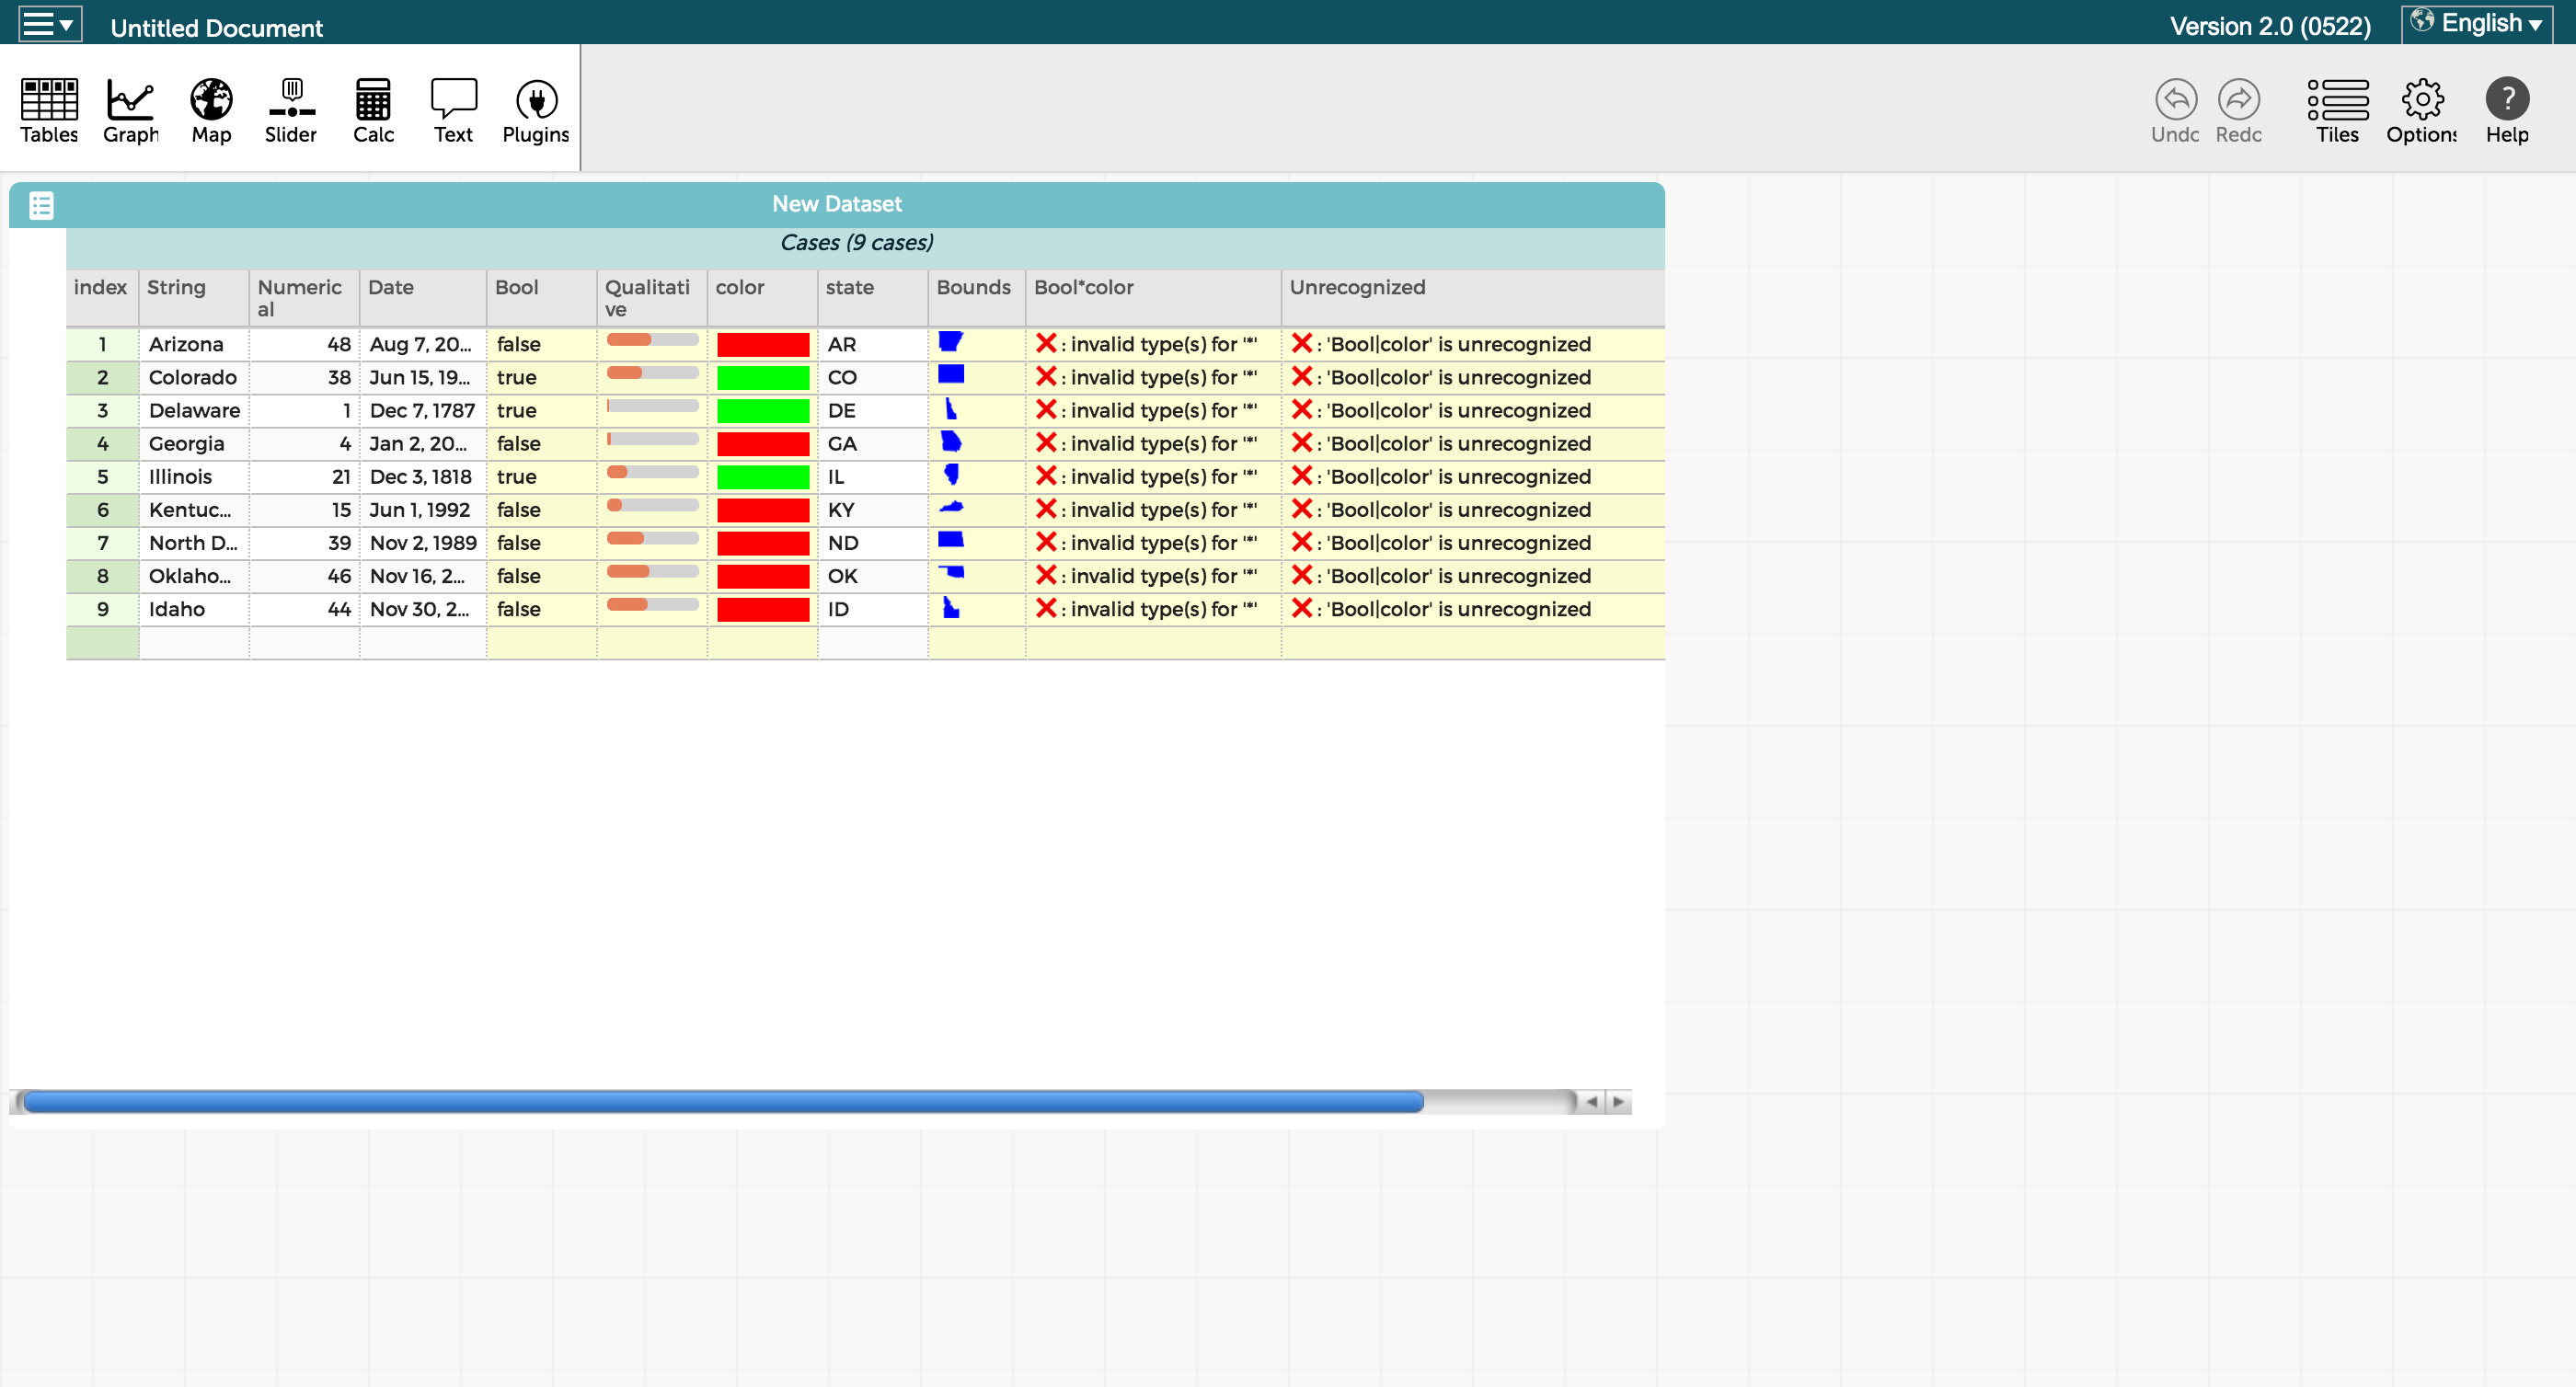 Untitled Document
Version 2.0 (0522)
English
Tables
Graph
Map
Slider
Calc
Text
Plugins
Undo
Redo
Tiles
Options
? Help
New Dataset
Cases (9 cases)
index String Numeric
al Date Bool Qualitati
ve color state Bounds Bool*color Unrecognized
1 Arizona 48 Aug 7, 20... false AR ❌: invalid type(s) for '*' ❌: 'Bool|color' is unrecognized
2 Colorado 38 Jun 15, 19... true CO ❌: invalid type(s) for '*' ❌: 'Bool|color' is unrecognized
3 Delaware 1 Dec 7, 1787 true DE ❌: invalid type(s) for '*' ❌: 'Bool|color' is unrecognized
4 Georgia 4 Jan 2, 20... false GA ❌: invalid type(s) for '*' ❌: 'Bool|color' is unrecognized
5 Illinois 21 Dec 3, 1818 true IL ❌: invalid type(s) for '*' ❌: 'Bool|color' is unrecognized
6 Kentuc... 15 Jun 1, 1992 false KY ❌: invalid type(s) for '*' ❌: 'Bool|color' is unrecognized
7 North D... 39 Nov 2, 1989 false ND ❌: invalid type(s) for '*' ❌: 'Bool|color' is unrecognized
8 Oklaho... 46 Nov 16, 2... false OK ❌: invalid type(s) for '*' ❌: 'Bool|color' is unrecognized
9 Idaho 44 Nov 30, 2... false ID ❌: invalid type(s) for '*' ❌: 'Bool|color' is unrecognized